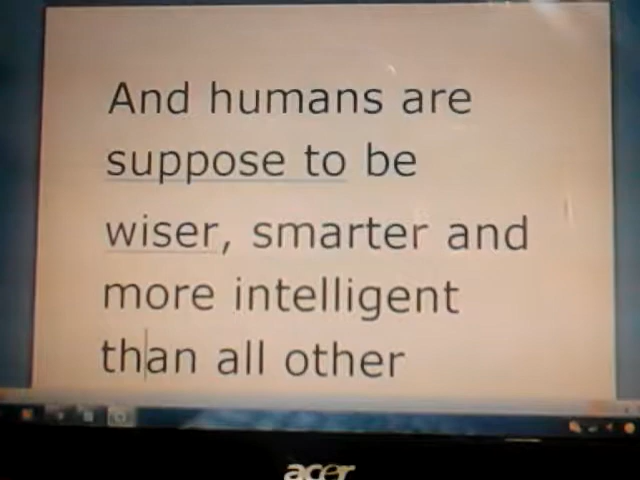 And humans are
suppose to be
wiser, smarter and
more intelligent
than all other
acer